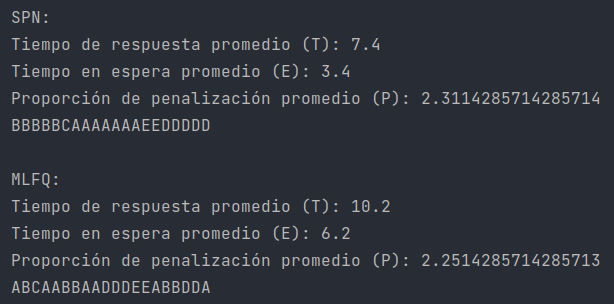 SPN:
Tiempo de respuesta promedio (T): 7.4
Tiempo en espera promedio (E): 3.4
Proporción de penalización promedio (P): 2.3114285714285714
BBBBBCAAAAAAAEEDDDDD
MLFQ:
Tiempo de respuesta promedio (T): 10.2
Tiempo en espera promedio (E): 6.2
Proporción de penalización promedio (P): 2.2514285714285713
ABCAABBAADDDEEABBDDA